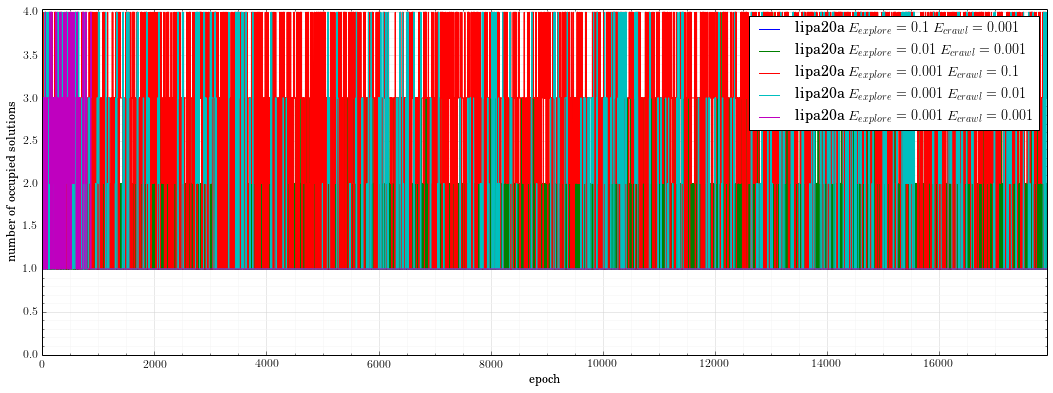 4.0
3.5
3.0
2.5
2.0
1.5
1.0
0.5
0.0
number of occupied solutions
lipa20a E_explore = 0.1 E_crawl = 0.001
lipa20a E_explore = 0.01 E_crawl = 0.001
lipa20a E_explore = 0.001 E_crawl = 0.1
lipa20a E_explore = 0.001 E_crawl = 0.01
lipa20a E_explore = 0.001 E_crawl = 0.001
0 2000 4000 6000 8000 10000 12000 14000 16000
epoch